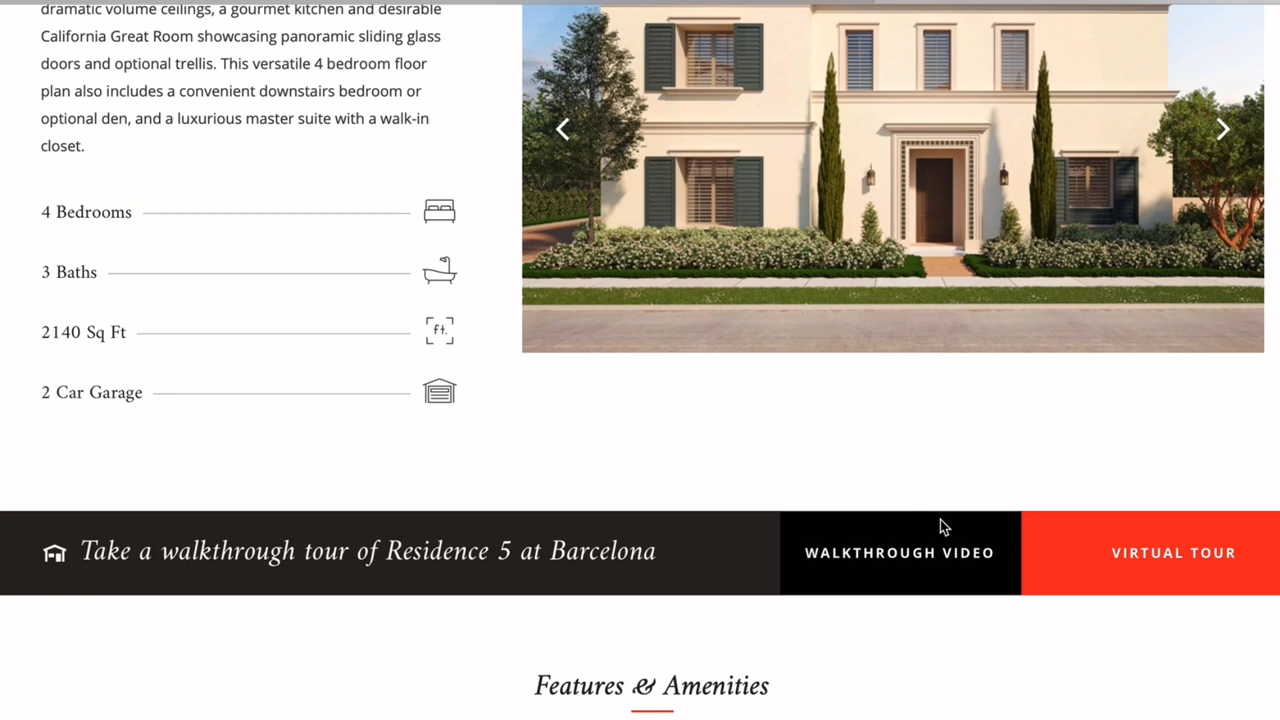 dramatic volume ceilings, a gourmet kitchen and desirable
California Great Room showcasing panoramic sliding glass
doors and optional trellis. This versatile 4 bedroom floor
plan also includes a convenient downstairs bedroom or
optional den, and a luxurious master suite with a walk-in
closet.
4 Bedrooms
3 Baths
2140 Sq Ft
ft.
2 Car Garage
Take a walkthrough tour of Residence 5 at Barcelona
WALKTHROUGH VIDEO
VIRTUAL TOUR
Features & Amenities